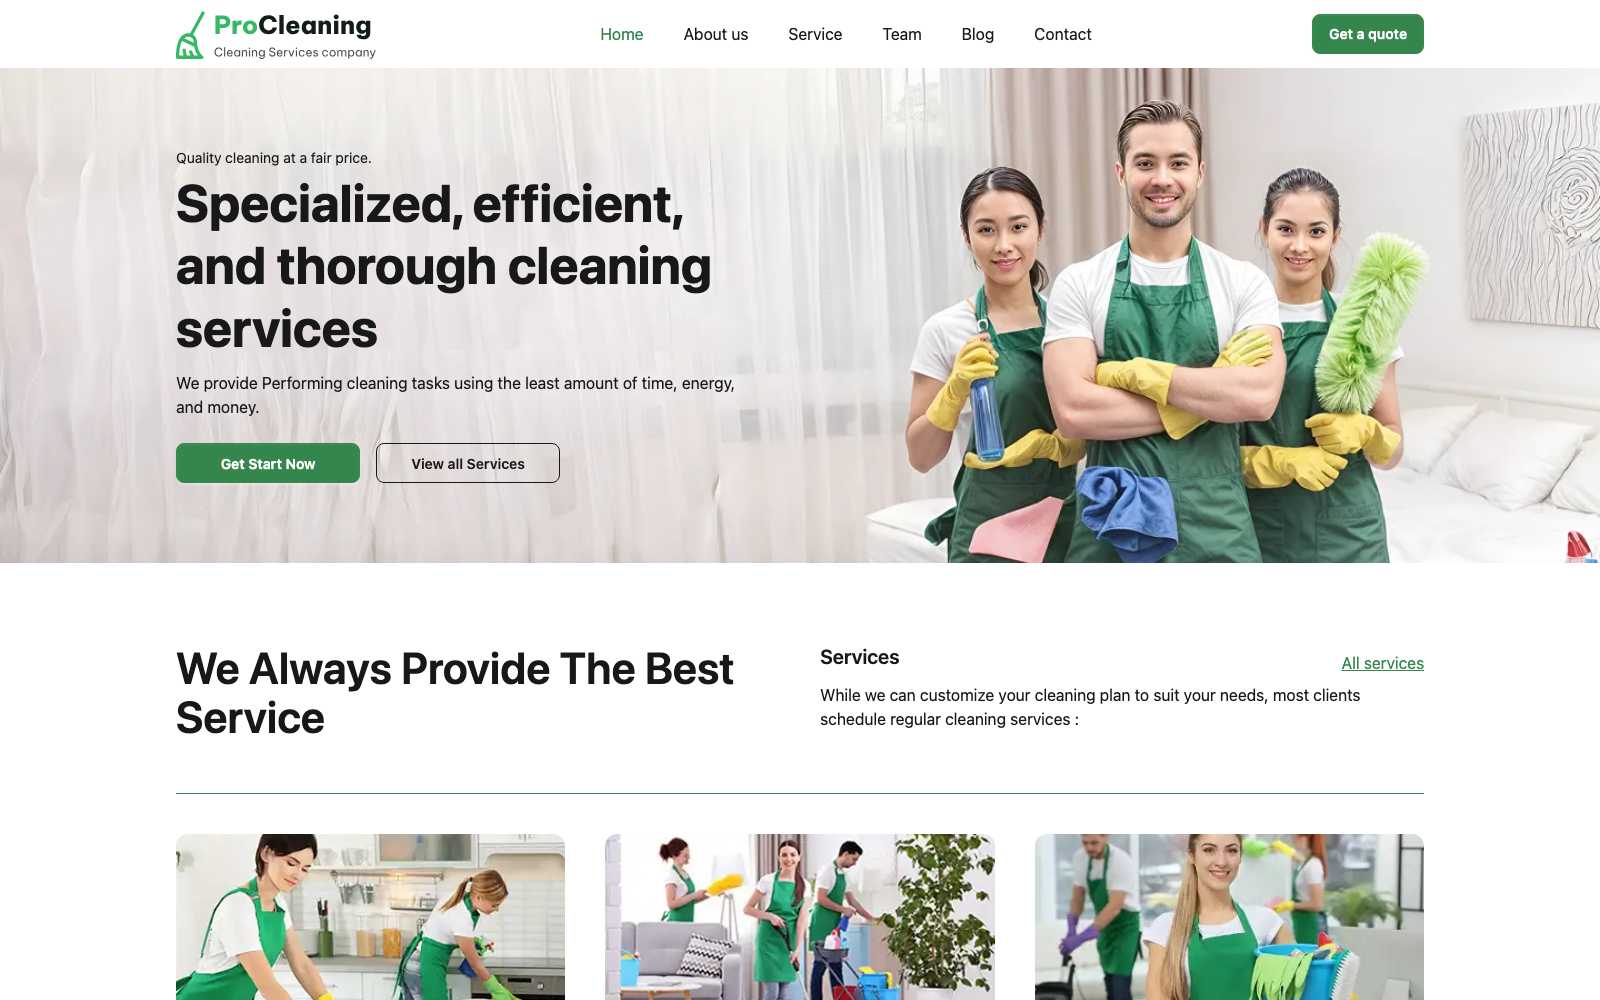 ProCleaning
Cleaning Services company
Home
About us
Service
Team
Blog
Contact
Get a quote
Quality cleaning at a fair price.
Specialized, efficient,
and thorough cleaning
services
We provide Performing cleaning tasks using the least amount of time, energy,
and money.
Get Start Now
View all Services
We Always Provide The Best
Service
Services
All services
While we can customize your cleaning plan to suit your needs, most clients
schedule regular cleaning services :